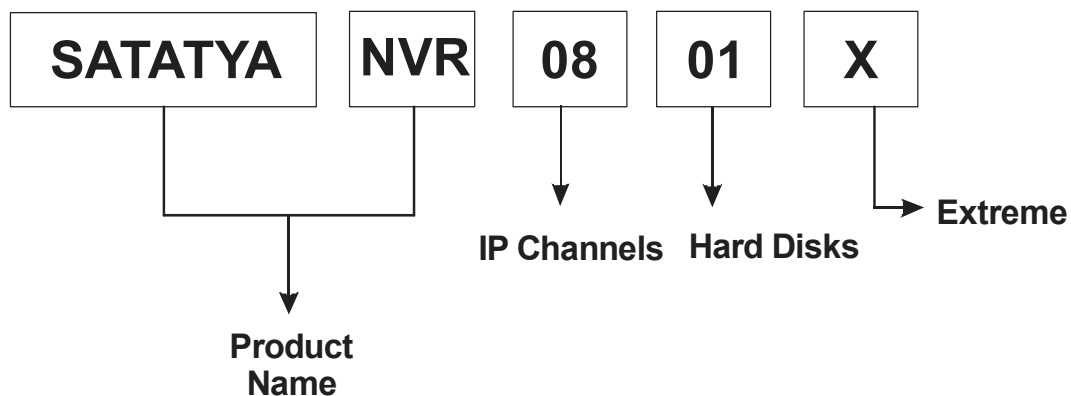 SATATYA NVR 08 01 X
Extreme
IP Channels Hard Disks
Product
Name